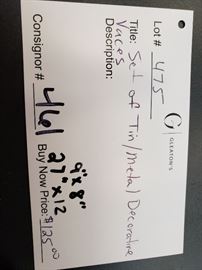 GLEATON'S
Lot# 475
Title: Set of Tin/Metal Decorative
Vaces
Description:
9" x 8"
27" x 12
Consignor # 461 Buy Now Price: $125.00